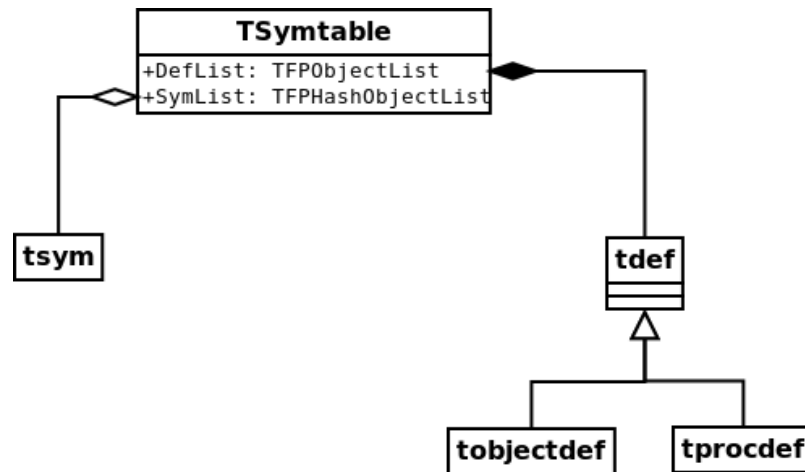 TSymtable
+DefList: TFPObjectList
+SymList: TFPHashObjectList
tsym
tdef
tobjectdef
tprocdef